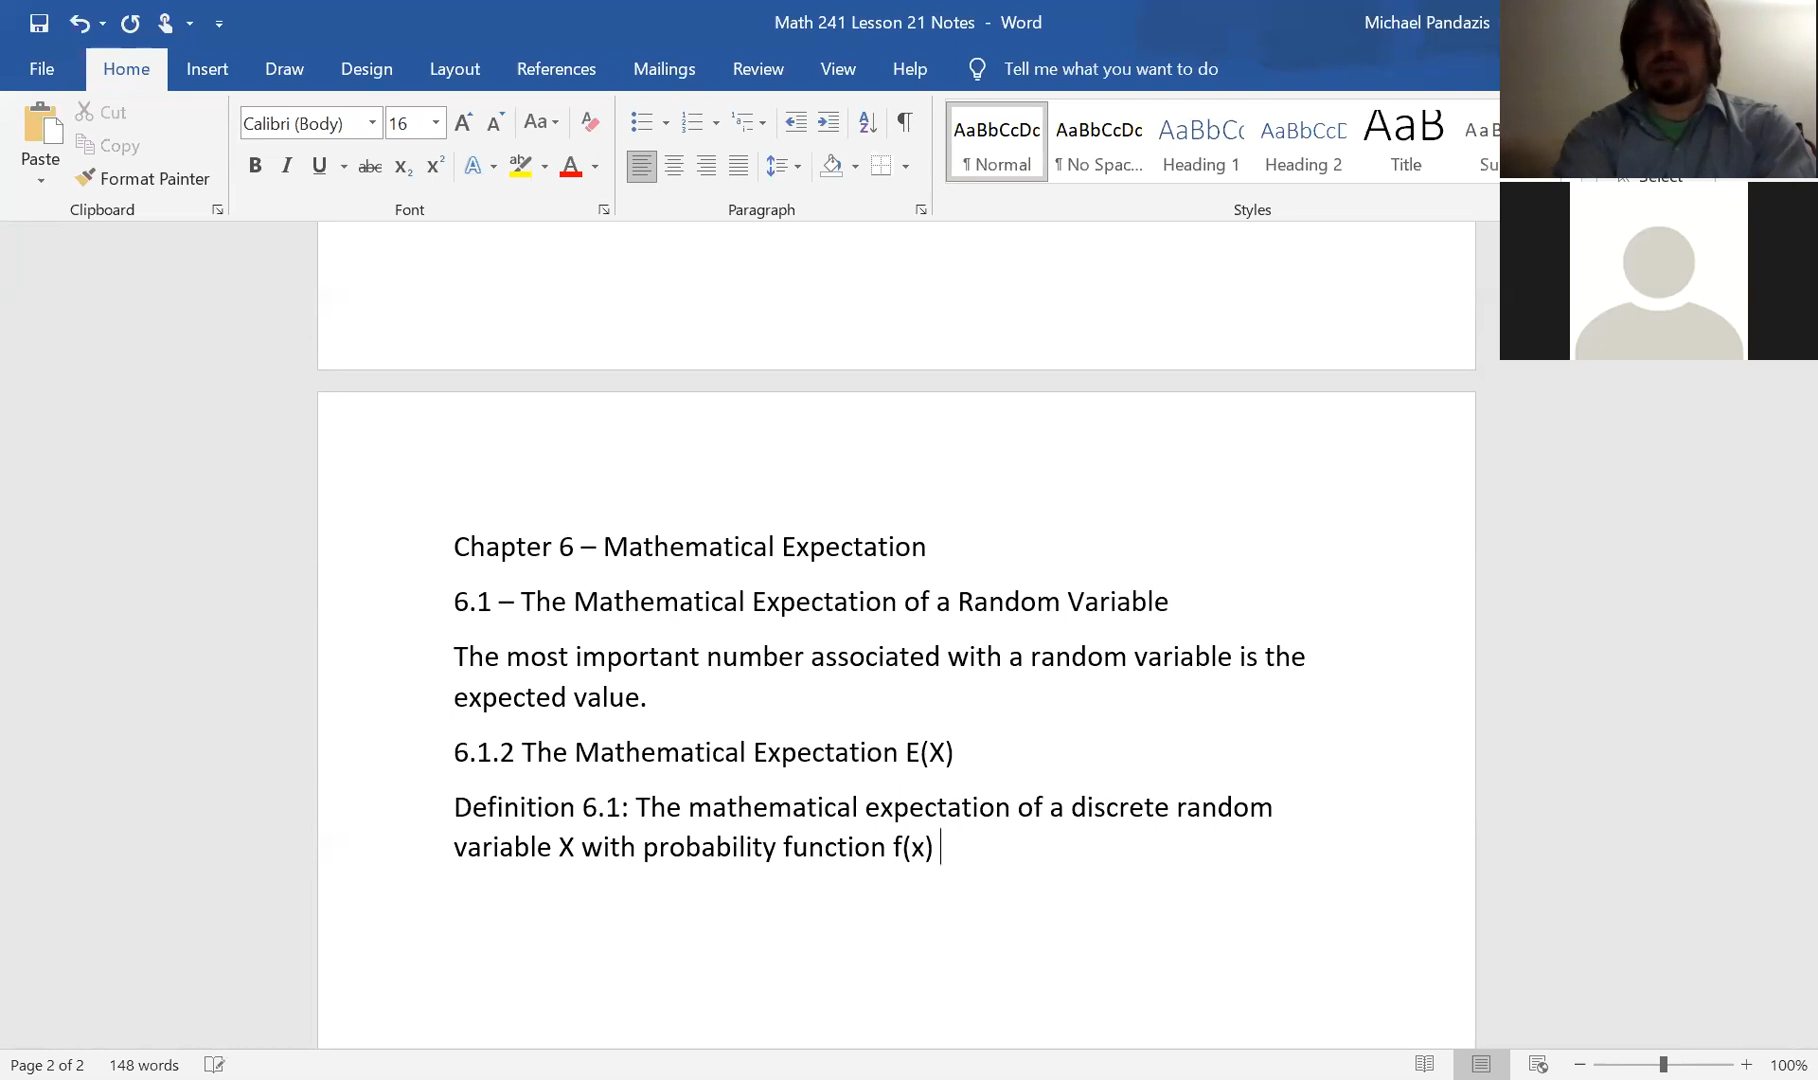 Math 241 Lesson 21 Notes - Word
Michael Pandazis
File Home Insert Draw Design Layout References Mailings Review View Help Tell me what you want to do
Paste
Cut
Copy
Format Painter
Clipboard
Calibri (Body) 16
Font
Paragraph
AaBbCcDc AaBbCcDc AaBbCc AaBbCcE AaB AaB
¶ Normal ¶ No Spac... Heading 1 Heading 2 Title Su
Styles
Select
Chapter 6 – Mathematical Expectation
6.1 – The Mathematical Expectation of a Random Variable
The most important number associated with a random variable is the
expected value.
6.1.2 The Mathematical Expectation E(X)
Definition 6.1: The mathematical expectation of a discrete random
variable X with probability function f(x)
Page 2 of 2 148 words 100%